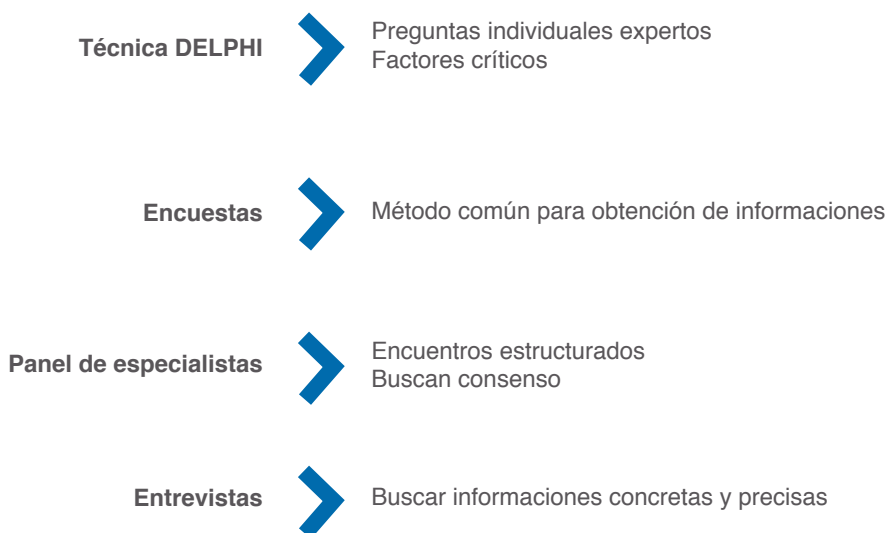 Técnica DELPHI
Preguntas individuales expertos
Factores críticos
Encuestas
Método común para obtención de informaciones
Panel de especialistas
Encuentros estructurados
Buscan consenso
Entrevistas
Buscar informaciones concretas y precisas